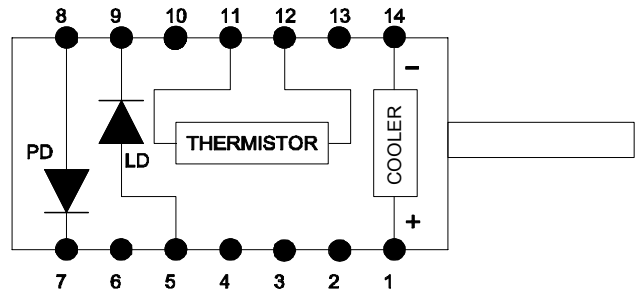 8 9 10 11 12 13 14
−
THERMISTOR
COOLER
PD
LD
+
7 6 5 4 3 2 1